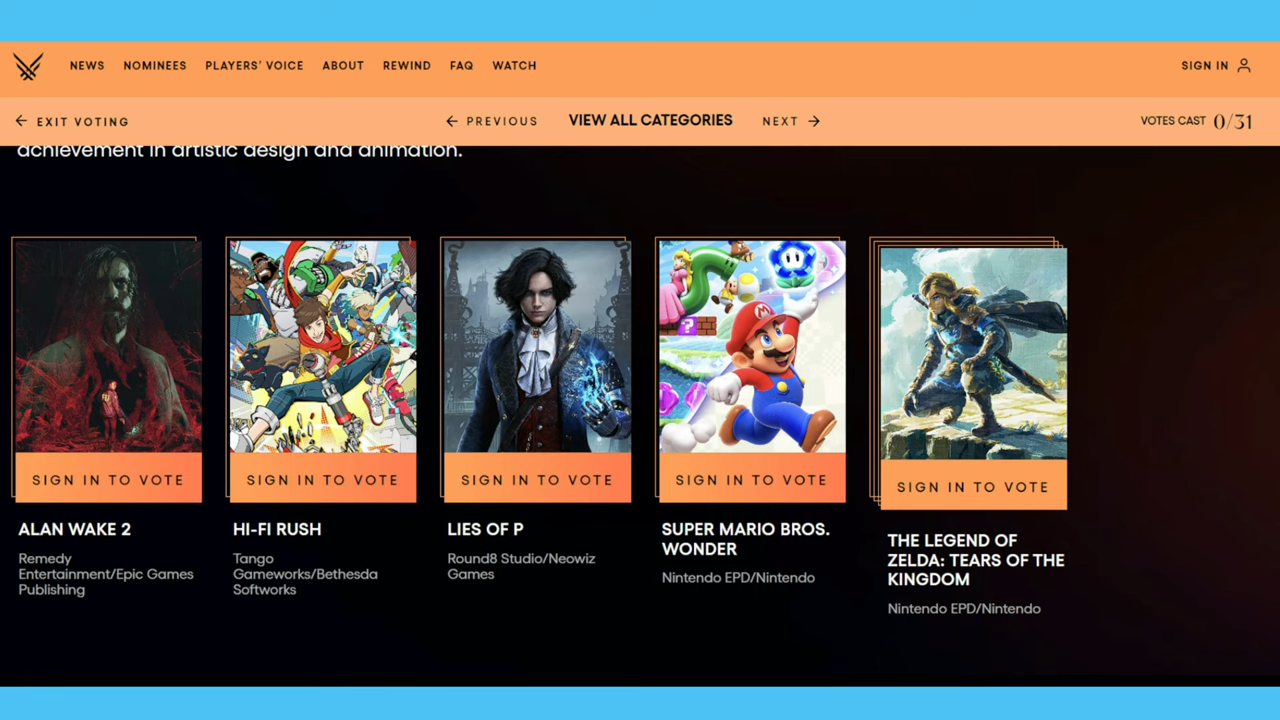 NEWS NOMINEES PLAYERS' VOICE ABOUT REWIND FAQ WATCH SIGN IN
EXIT VOTING PREVIOUS VIEW ALL CATEGORIES NEXT VOTES CAST 0/31
achievement in artistic design and animation.
SIGN IN TO VOTE
ALAN WAKE 2
Remedy
Entertainment/Epic Games
Publishing
SIGN IN TO VOTE
HI-FI RUSH
Tango
Gameworks/Bethesda
Softworks
SIGN IN TO VOTE
LIES OF P
Round8 Studio/Neowiz
Games
SIGN IN TO VOTE
SUPER MARIO BROS.
WONDER
Nintendo EPD/Nintendo
SIGN IN TO VOTE
THE LEGEND OF
ZELDA: TEARS OF THE
KINGDOM
Nintendo EPD/Nintendo